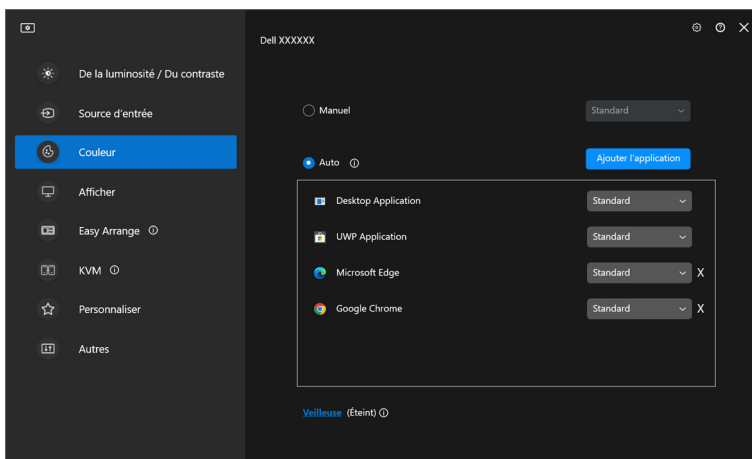 Dell XXXXXX
De la luminosité / Du contraste
Source d'entrée
Couleur
Afficher
Easy Arrange
KVM
Personnaliser
Autres
Manuel
Standard
Auto
Ajouter l'application
Desktop Application
Standard
UWP Application
Standard
Microsoft Edge
Standard
X
Google Chrome
Standard
X
Veilleuse (Éteint)